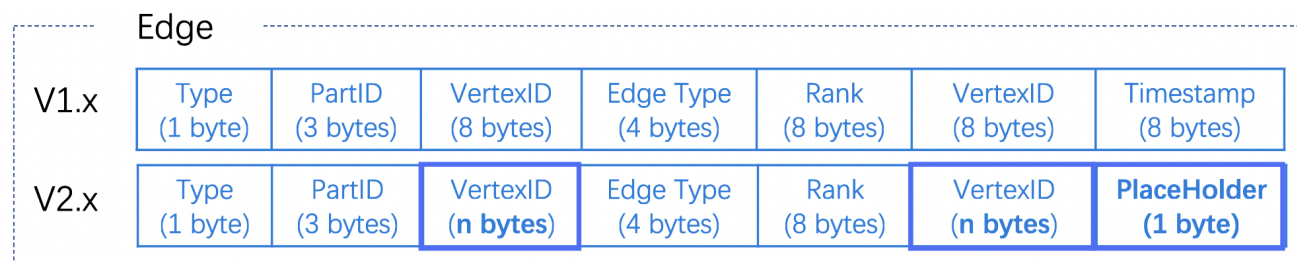 Edge
V1.x
Type PartID VertexID Edge Type Rank VertexID Timestamp
(1 byte) (3 bytes) (8 bytes) (4 bytes) (8 bytes) (8 bytes) (8 bytes)
V2.x
Type PartID VertexID Edge Type Rank VertexID PlaceHolder
(1 byte) (3 bytes) (n bytes) (4 bytes) (8 bytes) (n bytes) (1 byte)